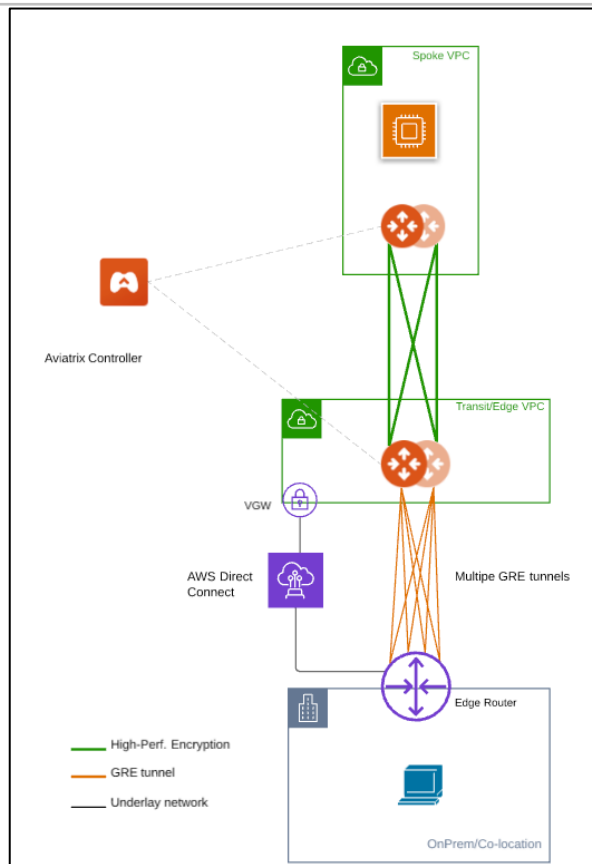 Spoke VPC
Aviatrix Controller
Transit/Edge VPC
VGW
AWS Direct
Connect
Multipe GRE tunnels
Edge Router
High-Perf. Encryption
GRE tunnel
Underlay network
OnPrem/Co-location